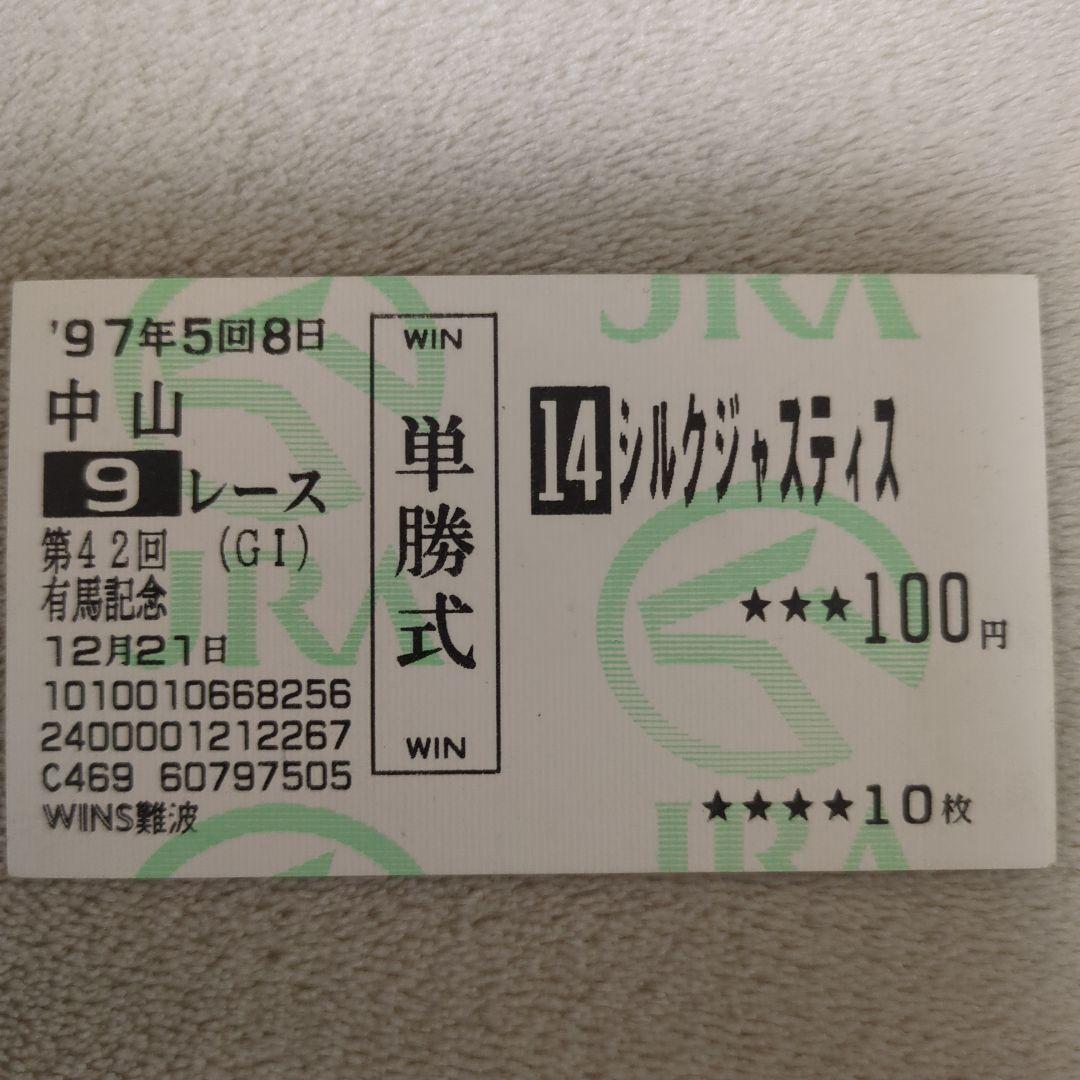 '97年5回8日
中山
9レース
第42回 (GI)
有馬記念
12月21日
1010010668256
2400001212267
C469 60797505
WINS難波
WIN
単勝式
WIN
14シルクジャスティス
★★★100円
★★★★10枚
JRA
JRA
JRA